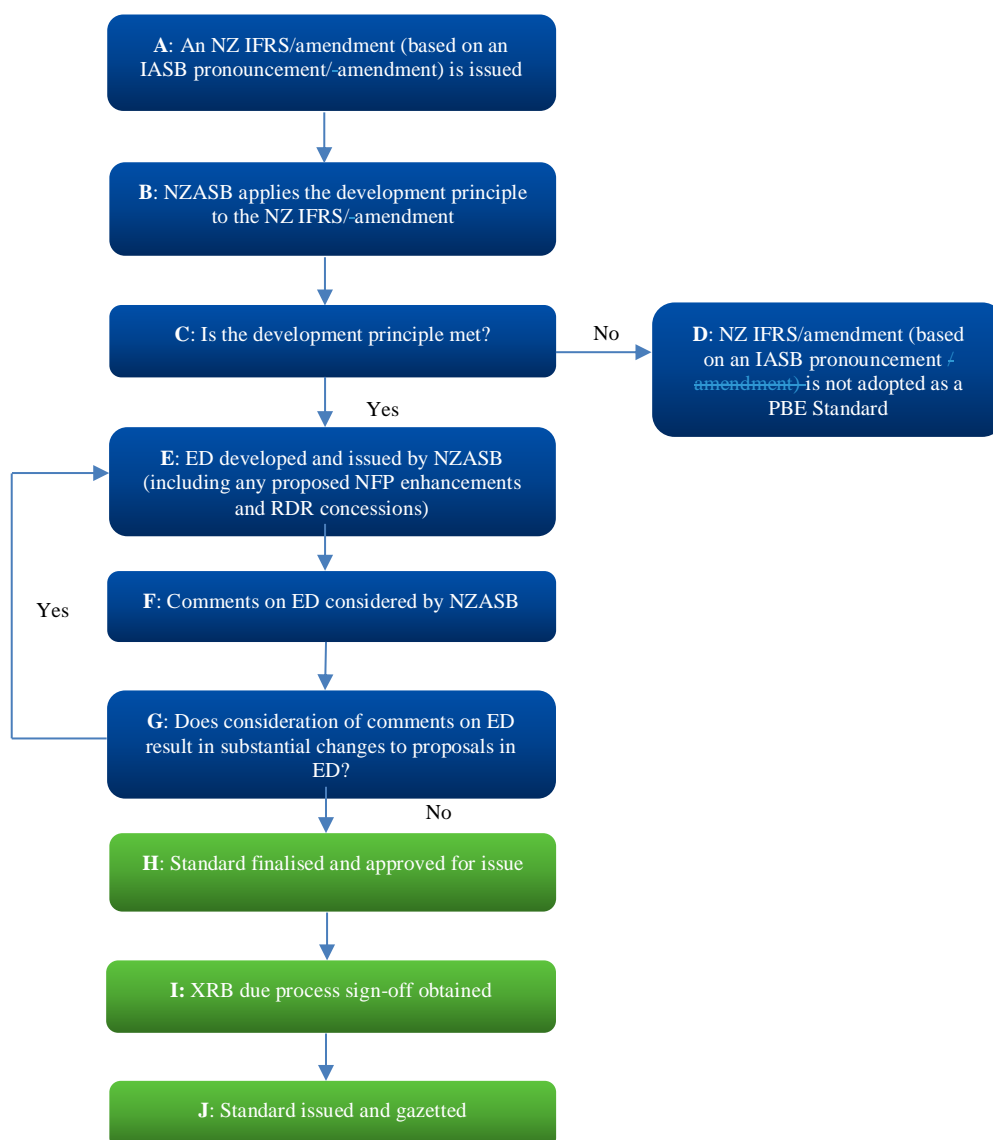 A: An NZ IFRS/amendment (based on an
IASB pronouncement/-amendment) is issued
B: NZASB applies the development principle
to the NZ IFRS/-amendment
C: Is the development principle met?
No
D: NZ IFRS/amendment (based
on an IASB pronouncement /
amendment) is not adopted as a
PBE Standard
Yes
E: ED developed and issued by NZASB
(including any proposed NFP enhancements
and RDR concessions)
F: Comments on ED considered by NZASB
Yes
G: Does consideration of comments on ED
result in substantial changes to proposals in
ED?
No
H: Standard finalised and approved for issue
I: XRB due process sign-off obtained
J: Standard issued and gazetted